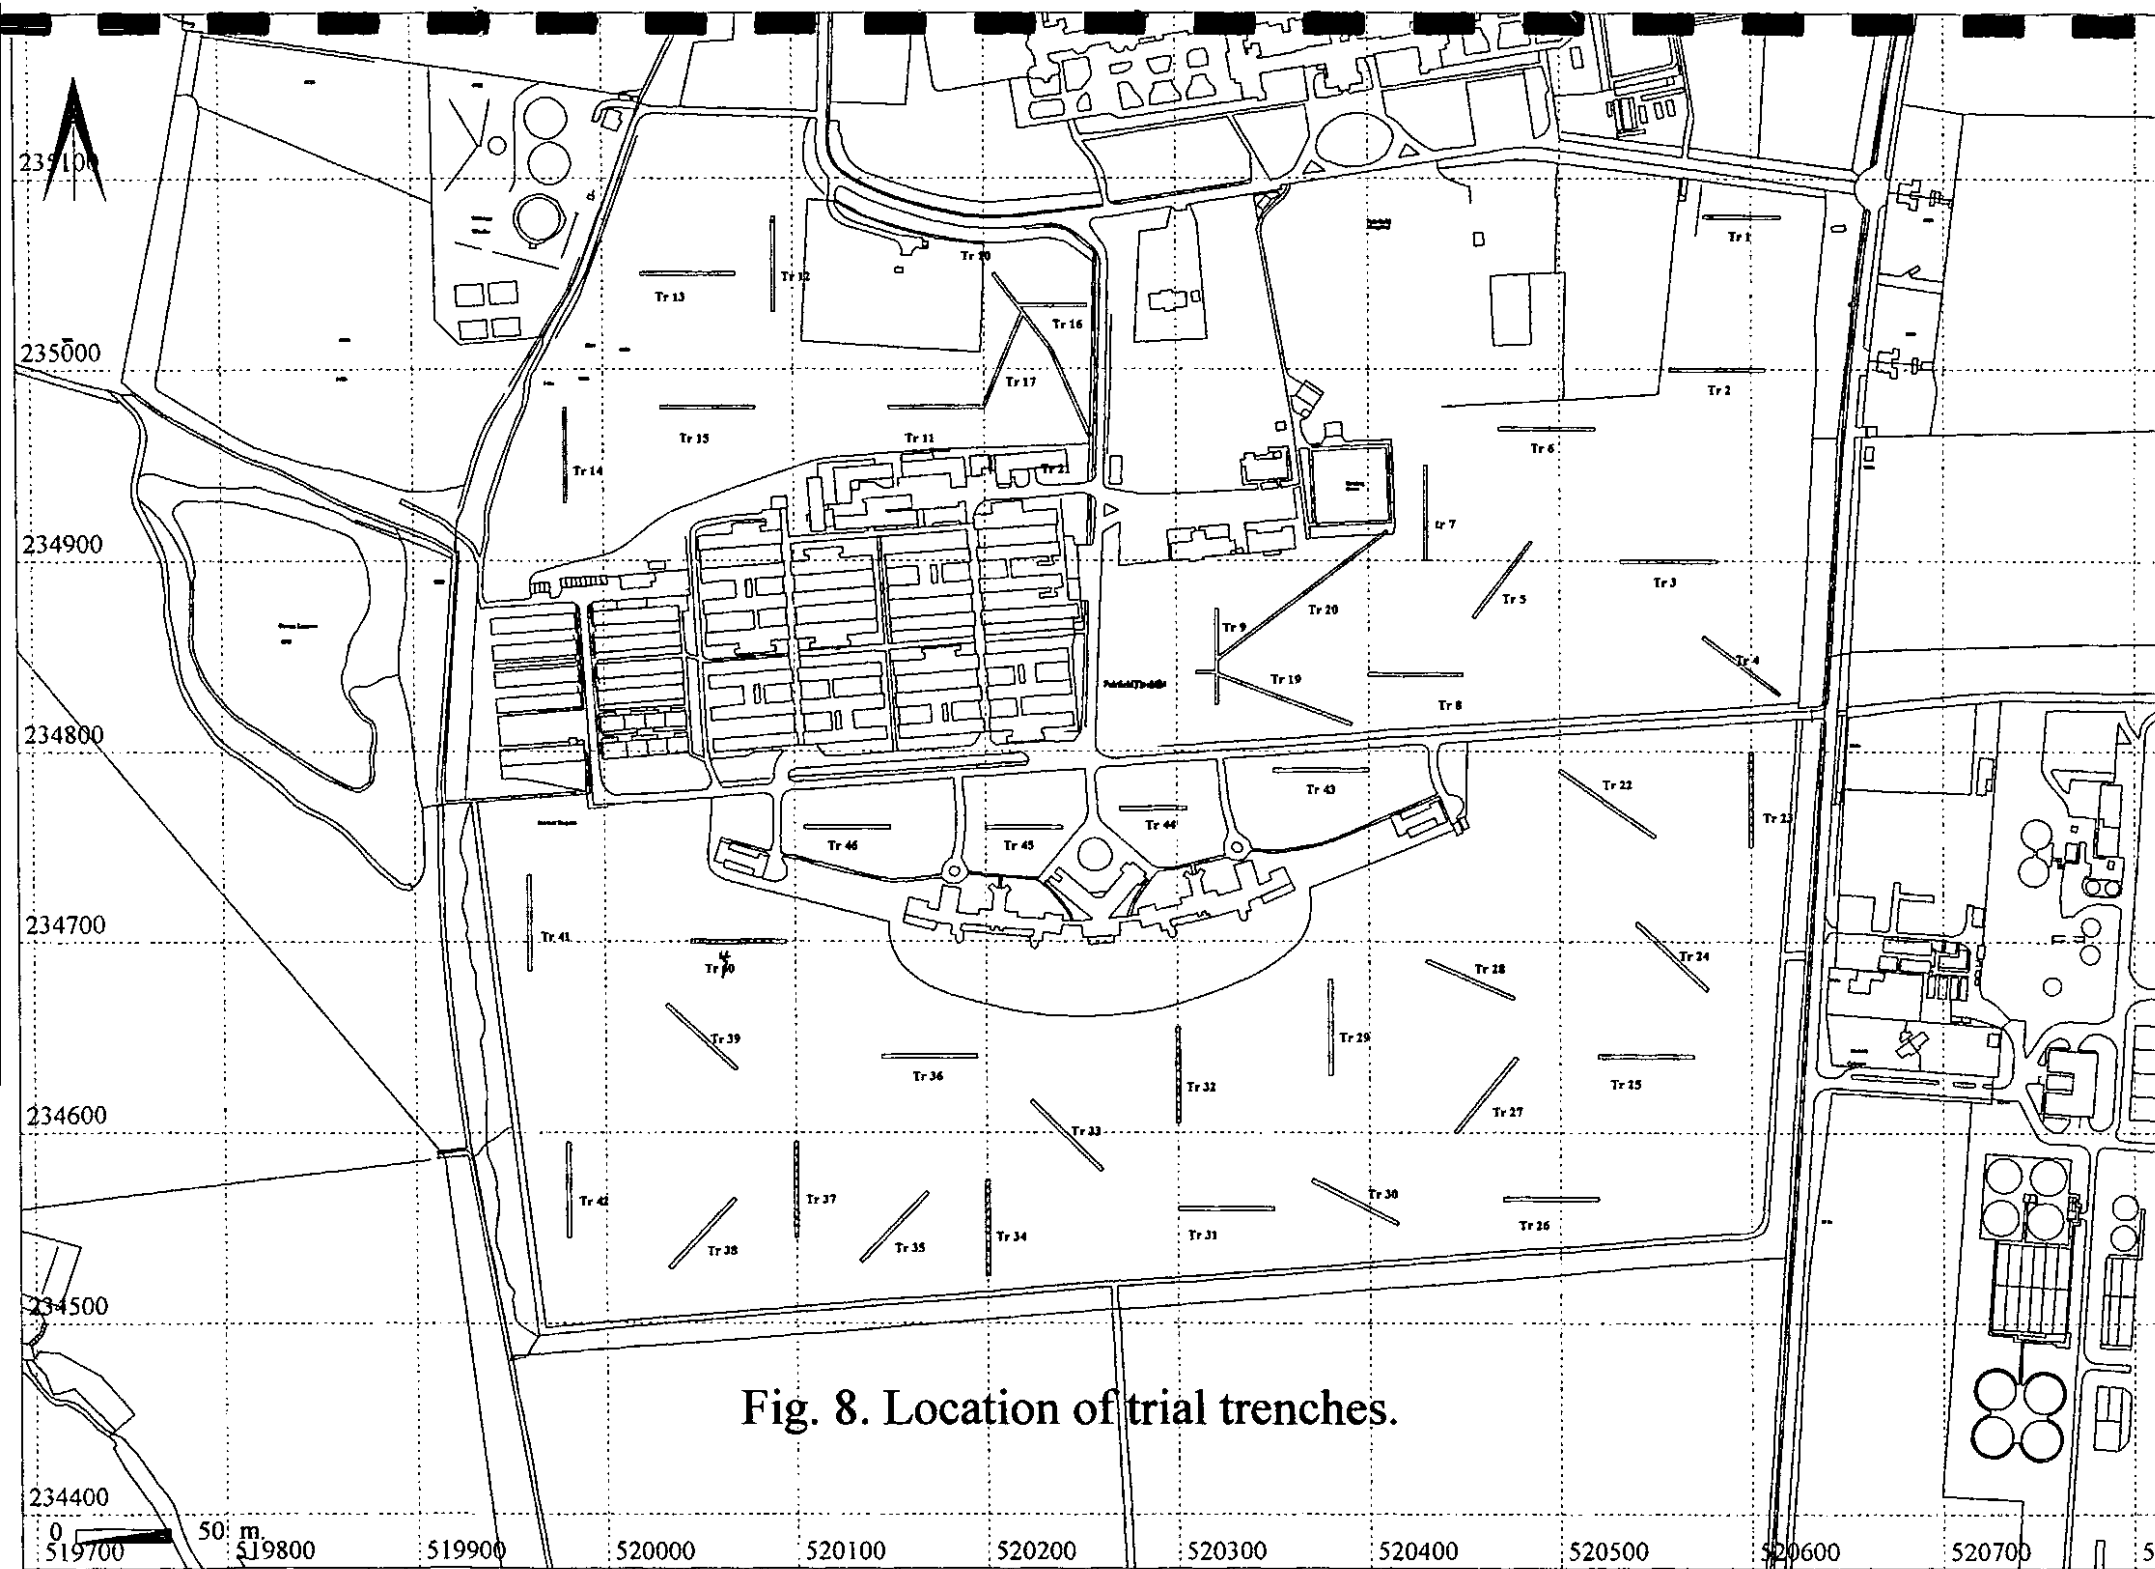 235100
Tr 1
Tr 10
Tr 12
Tr 13
Tr 16
235000
Tr 17
Tr 2
Tr 15
Tr 11
Tr 6
Tr 14
Tr 21
tr 7
234900
Tr 3
Tr 5
Tr 20
Tr 9
Tr 4
Tr 19
Tr 8
234800
Tr 43
Tr 22
Tr 23
Tr 44
Tr 46
Tr 45
234700
Tr 41
Tr 40
Tr 28
Tr 24
Tr 39
Tr 29
Tr 36
Tr 32
Tr 25
234600
Tr 27
Tr 33
Tr 42
Tr 37
Tr 30
Tr 38
Tr 35
Tr 34
Tr 31
Tr 26
234500
Fig. 8. Location of trial trenches.
234400
0 50 m.
519700 519800 519900 520000 520100 520200 520300 520400 520500 520600 520700 5